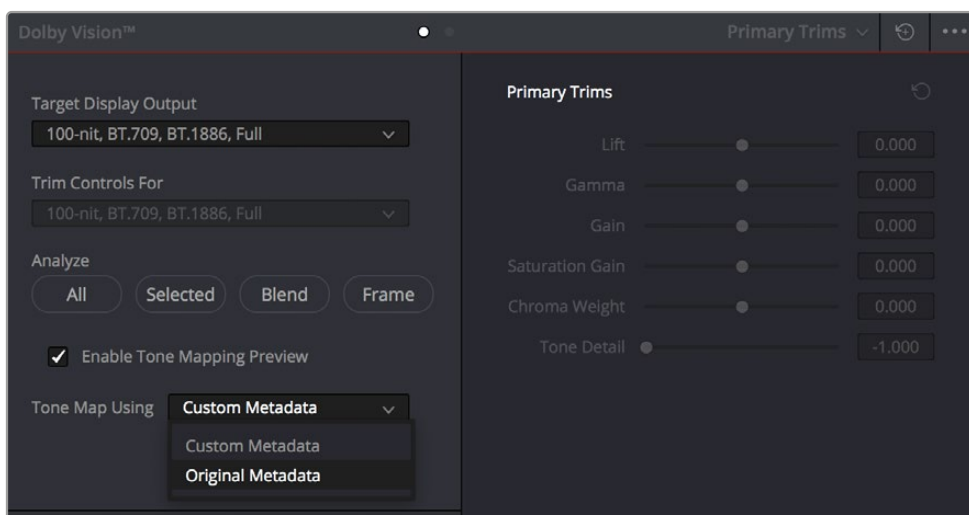 Dolby Vision™
Primary Trims
Target Display Output
100-nit, BT.709, BT.1886, Full
Trim Controls For
100-nit, BT.709, BT.1886, Full
Analyze
All Selected Blend Frame
Enable Tone Mapping Preview
Tone Map Using Custom Metadata
Custom Metadata
Original Metadata
Primary Trims
Lift 0.000
Gamma 0.000
Gain 0.000
Saturation Gain 0.000
Chroma Weight 0.000
Tone Detail -1.000